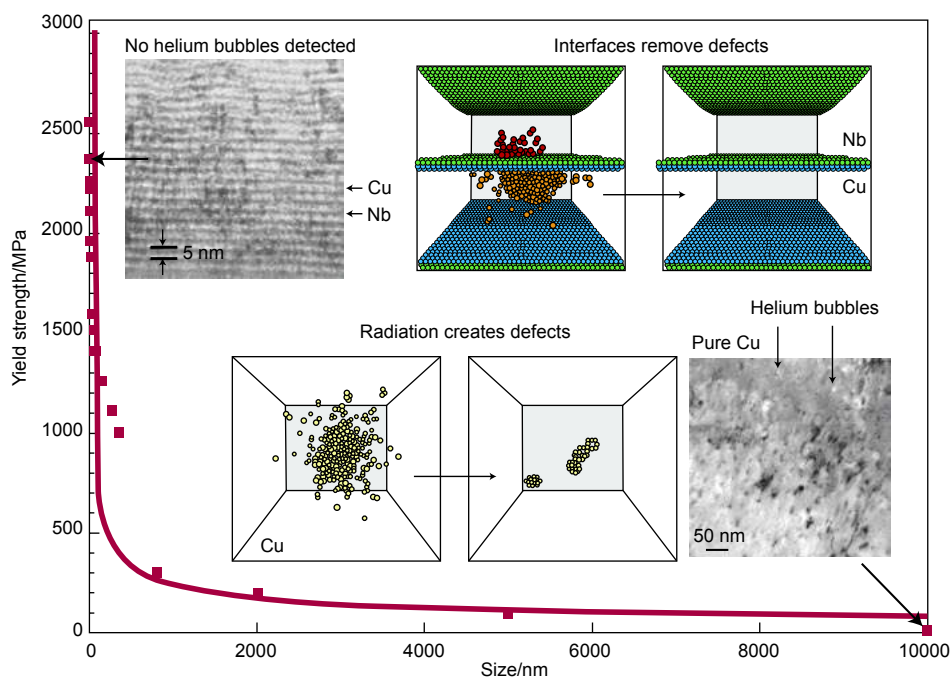 No helium bubbles detected
Interfaces remove defects
Nb
Cu
Cu
Nb
5 nm
Radiation creates defects
Cu
Helium bubbles
Pure Cu
50 nm
Yield strength/MPa
3000
2500
2000
1500
1000
500
0
0
2000
4000
6000
8000
10000
Size/nm